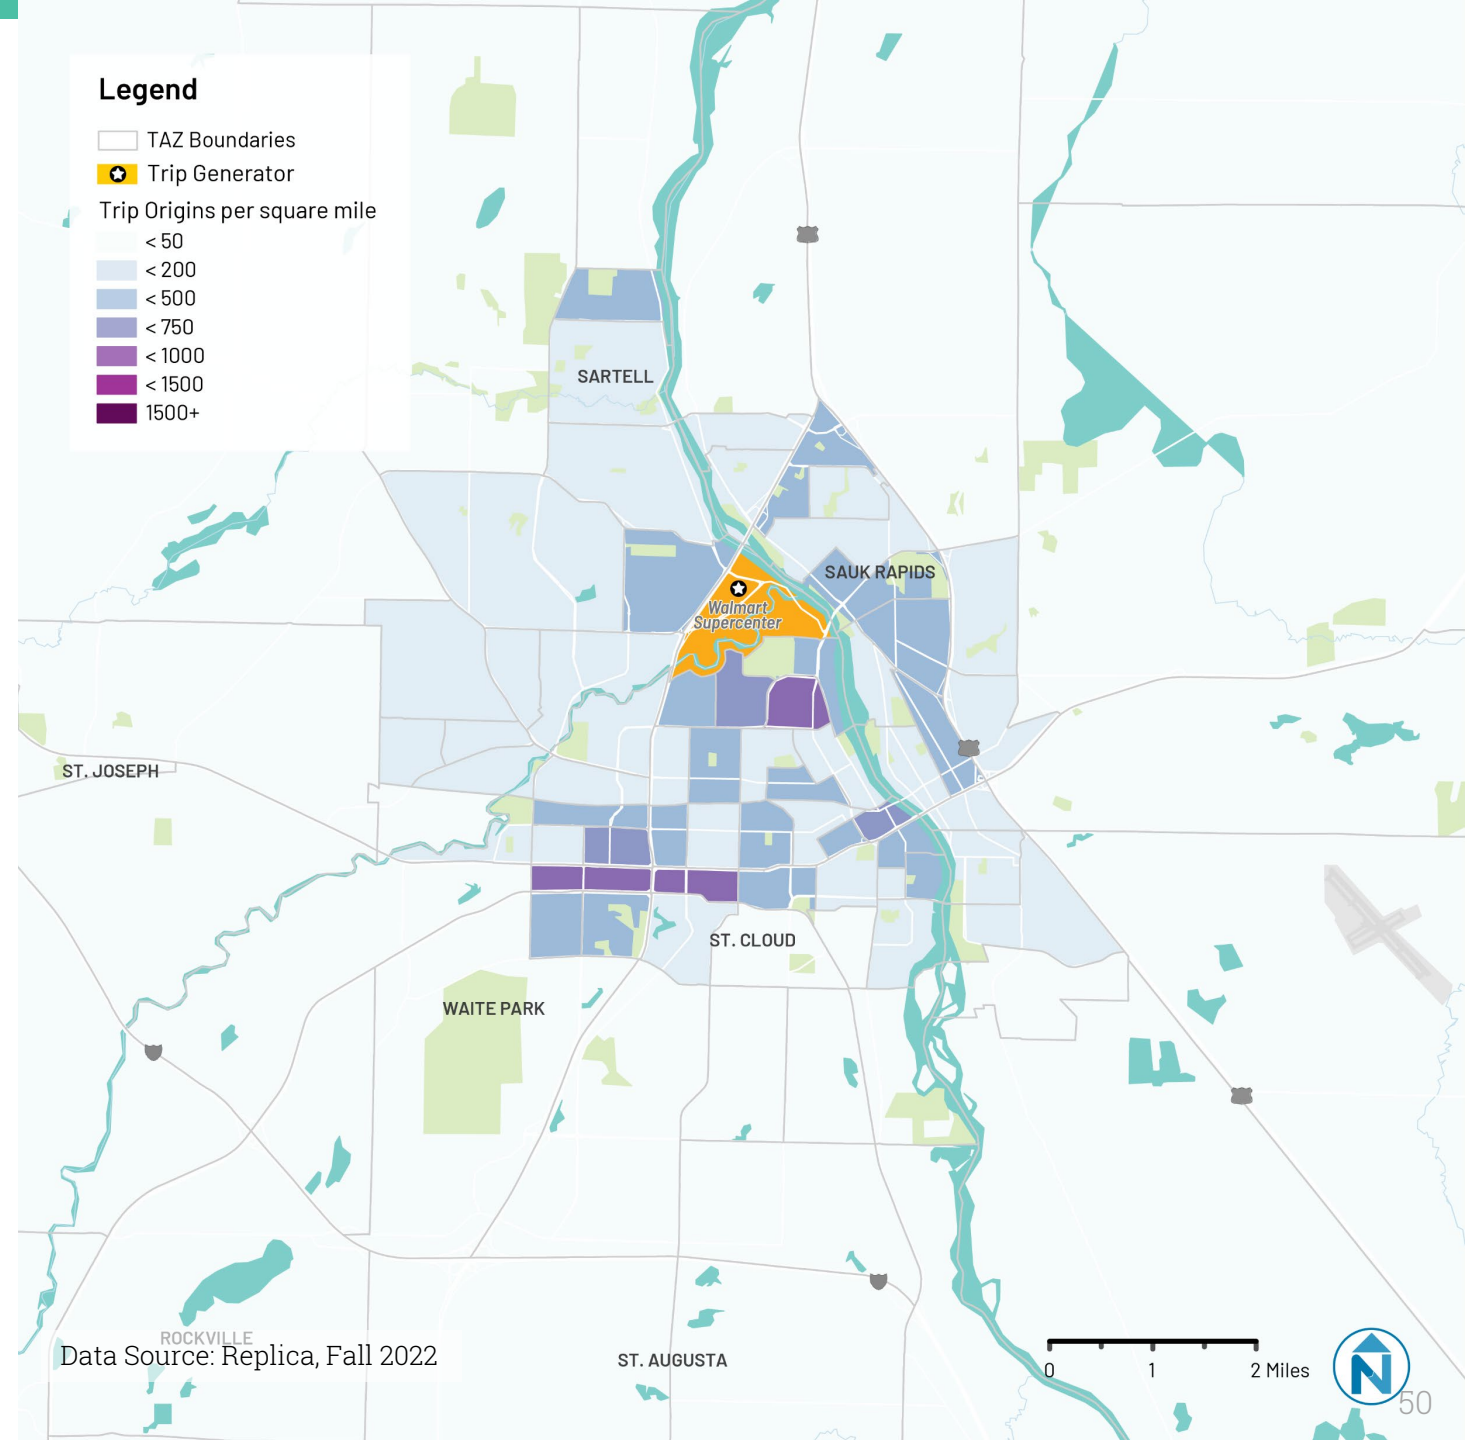 Legend
TAZ Boundaries
Trip Generator
Trip Origins per square mile
< 50
< 200
< 500
< 750
< 1000
< 1500
1500+
SARTELL
SAUK RAPIDS
Walmart
Supercenter
ST. JOSEPH
ST. CLOUD
WAITE PARK
ROCKVILLE
Data Source: Replica, Fall 2022
ST. AUGUSTA
0 1 2 Miles
N
50